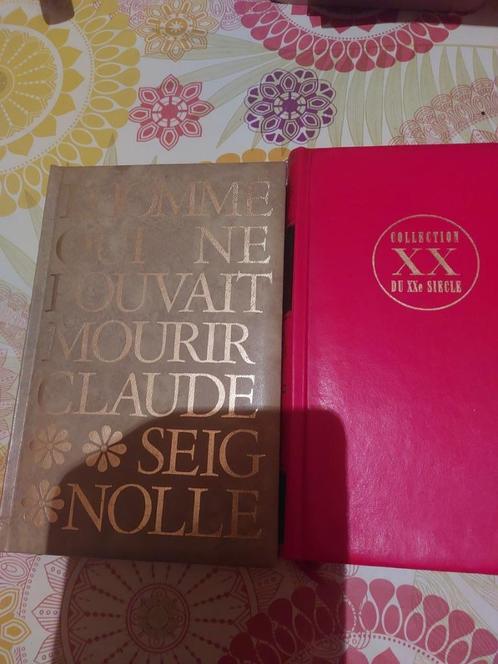 L'HOMME
QUI NE
POUVAIT
MOURIR
CLAUDE
SEIG
NOLLE
COLLECTION
XX
DU XXe SIECLE